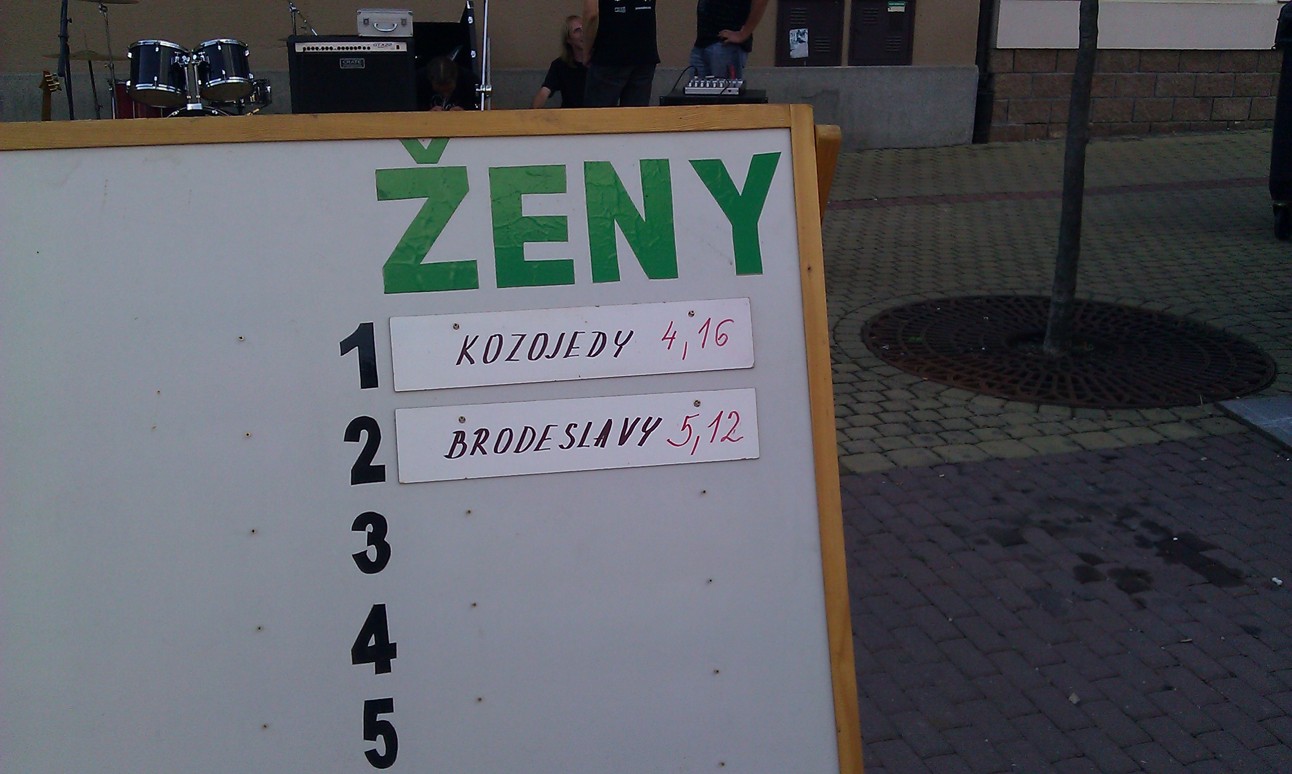 ŽENY
1 KOZOJEDY 4,16
2 BRODESLAVY 5,12
3
4
5